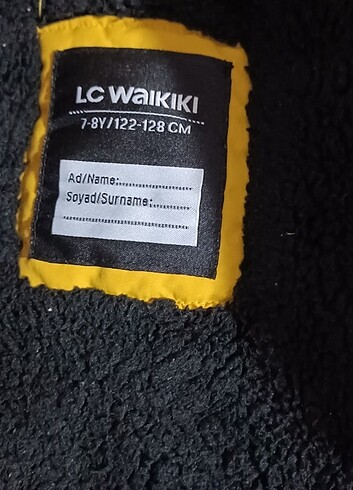 LC WAIKIKI
7-8Y/122-128 CM
Ad/Name:..................
Soyad/Surname:..........
..............................